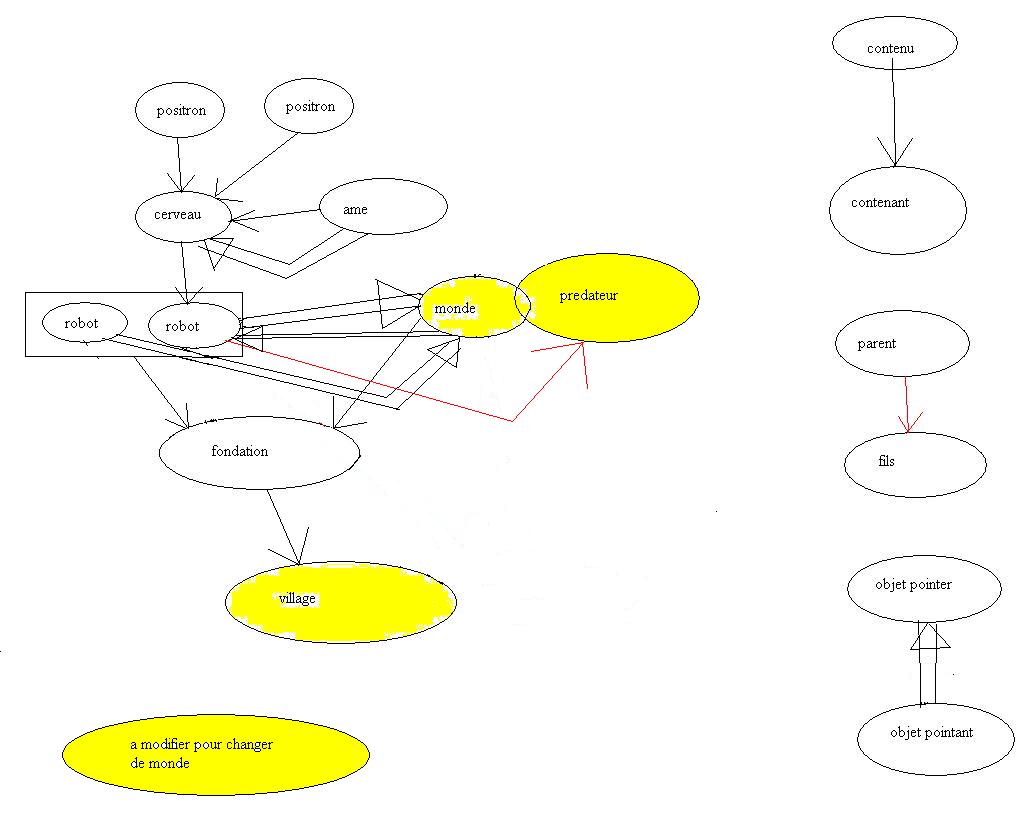 contenu
positron
positron
cerveau
ame
contenant
robot
robot
monde
predateur
parent
fondation
fils
village
objet pointer
a modifier pour changer
de monde
objet pointant